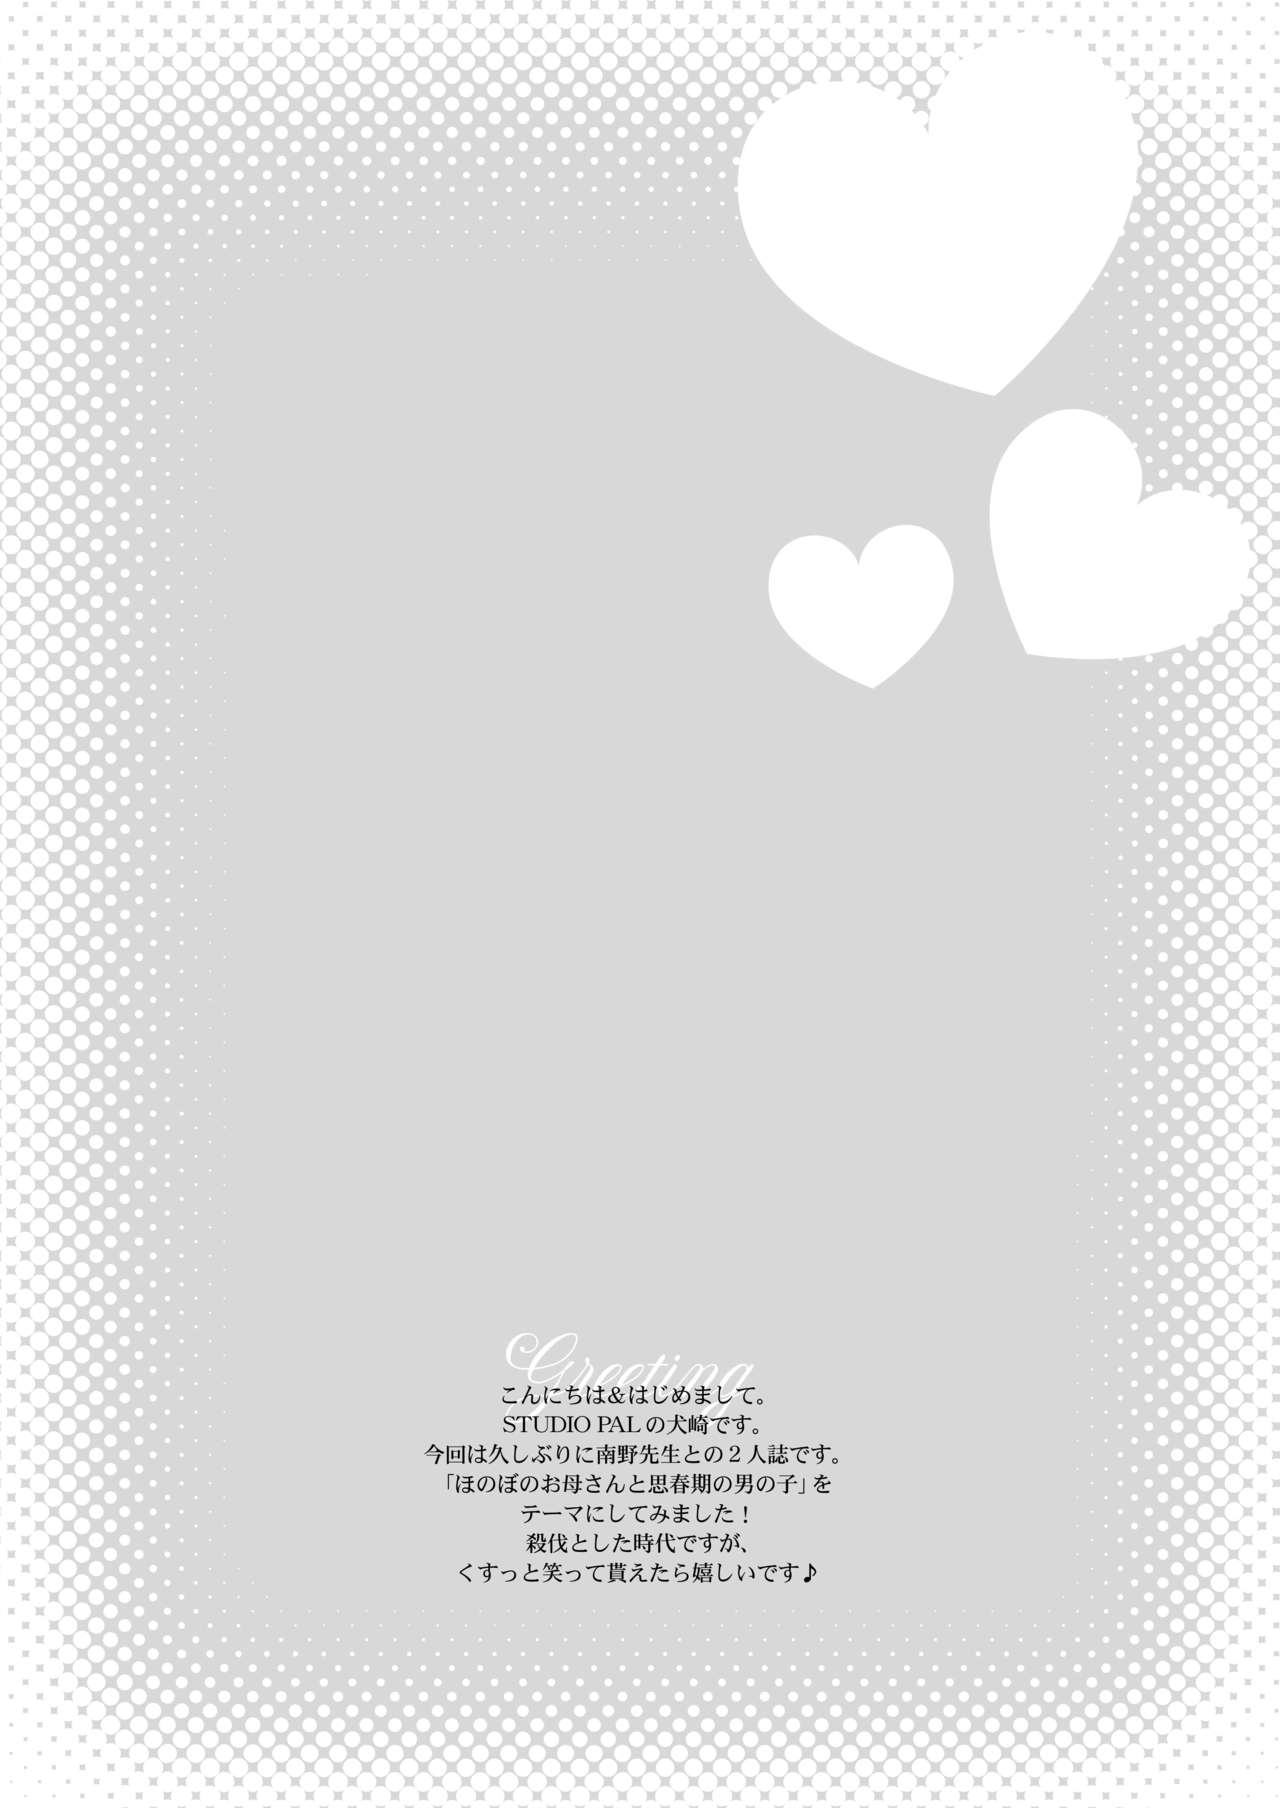 Greeting
こんにちは&はじめまして。
STUDIO PALの犬崎です。
今回は久しぶりに南野先生との2人誌です。
「ほのぼのお母さんと思春期の男の子」を
テーマにしてみました!
殺伐とした時代ですが、
くすっと笑って貰えたら嬉しいです♪